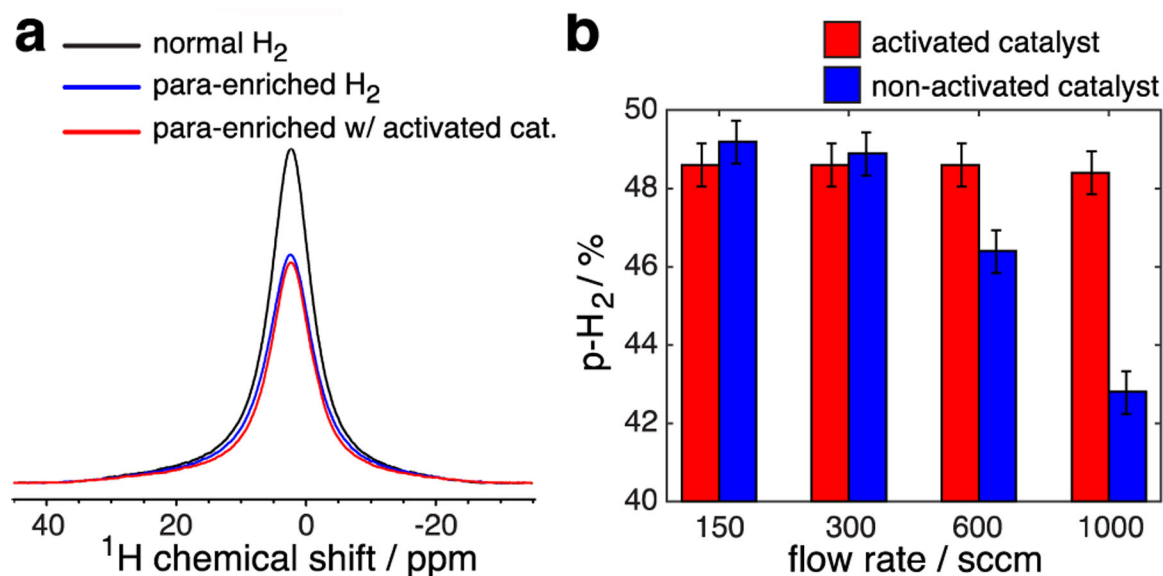 a
normal H₂
para-enriched H₂
para-enriched w/ activated cat.
40 20 0 -20
¹H chemical shift / ppm
b
activated catalyst
non-activated catalyst
50
48
46
44
42
40
p-H₂ / %
150 300 600 1000
flow rate / sccm